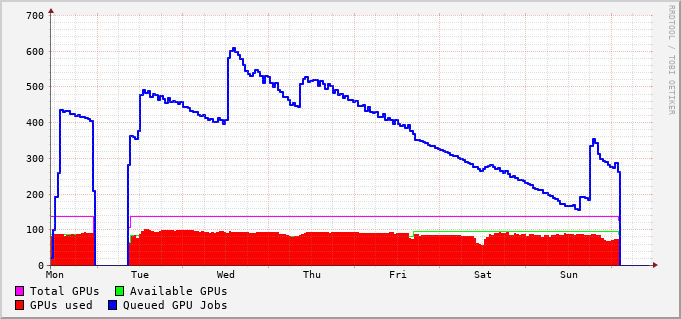 700
600
500
400
300
200
100
0
Mon Tue Wed Thu Fri Sat Sun
Total GPUs Available GPUs
GPUs used Queued GPU Jobs
RRDTOOL / TOBI OETIKER